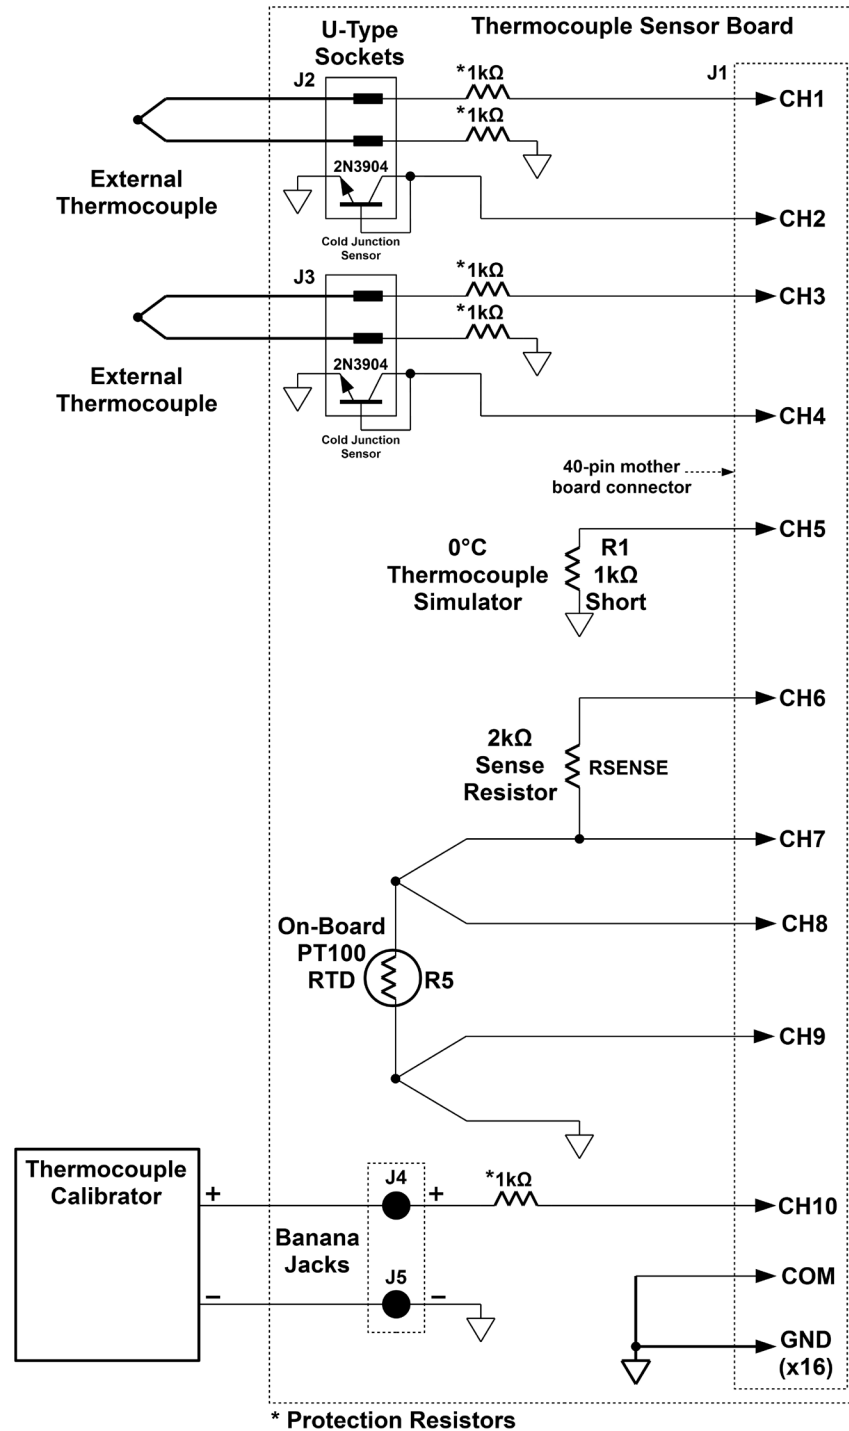 Thermocouple Sensor Board
U-Type
Sockets
J1
J2
*1kΩ
CH1
*1kΩ
2N3904
External
Thermocouple
CH2
Cold Junction
Sensor
J3
*1kΩ
CH3
*1kΩ
2N3904
External
Thermocouple
CH4
Cold Junction
Sensor
40-pin mother
board connector
CH5
0°C
Thermocouple
Simulator
R1
1kΩ
Short
CH6
2kΩ
Sense
Resistor
RSENSE
CH7
CH8
On-Board
PT100
RTD
R5
CH9
Thermocouple
Calibrator
+
−
J4
+
*1kΩ
CH10
Banana
Jacks
J5
−
COM
GND
(x16)
* Protection Resistors